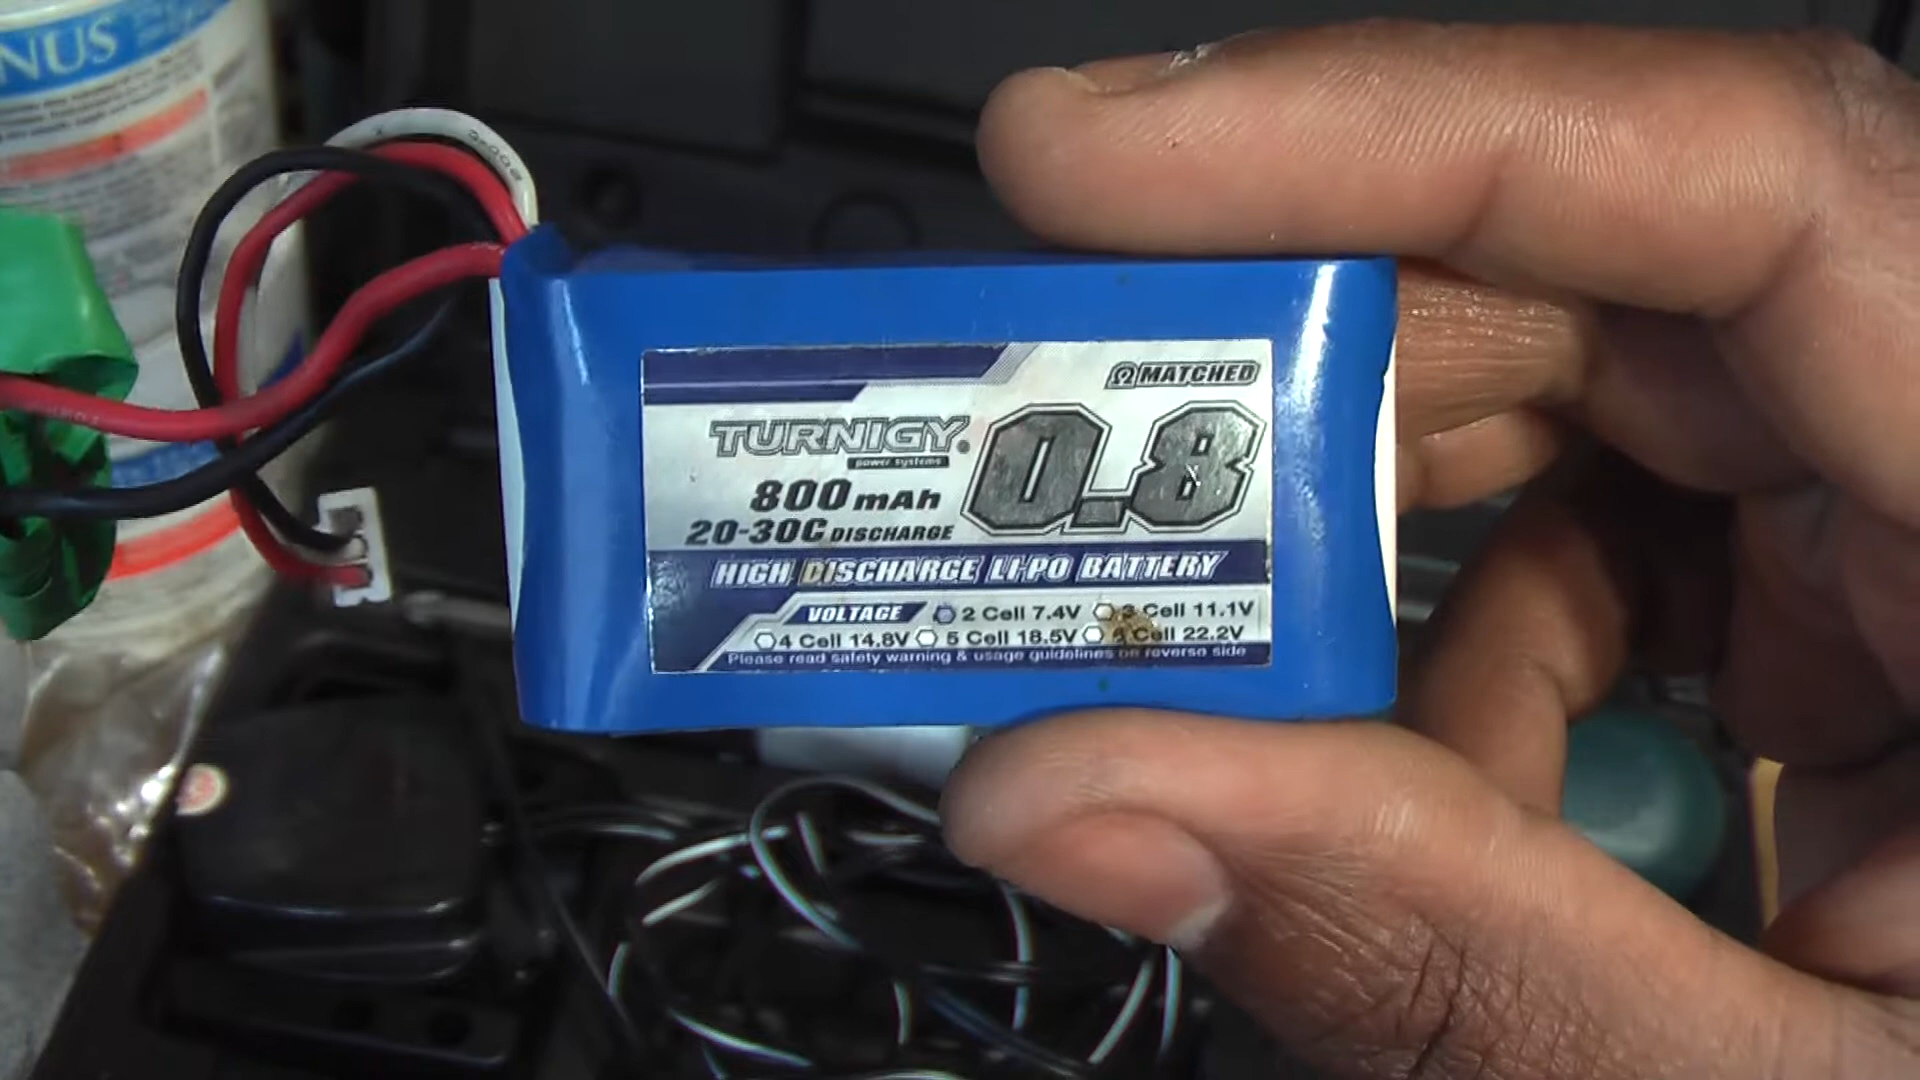 NUS
Ω MATCHED
TURNIGY®
power systems
0.8
800mAh
20-30C DISCHARGE
HIGH DISCHARGE LI-PO BATTERY
VOLTAGE 2 Cell 7.4V 3 Cell 11.1V
4 Cell 14.8V 5 Cell 18.5V 6 Cell 22.2V
Please read safety warning & usage guidelines on reverse side